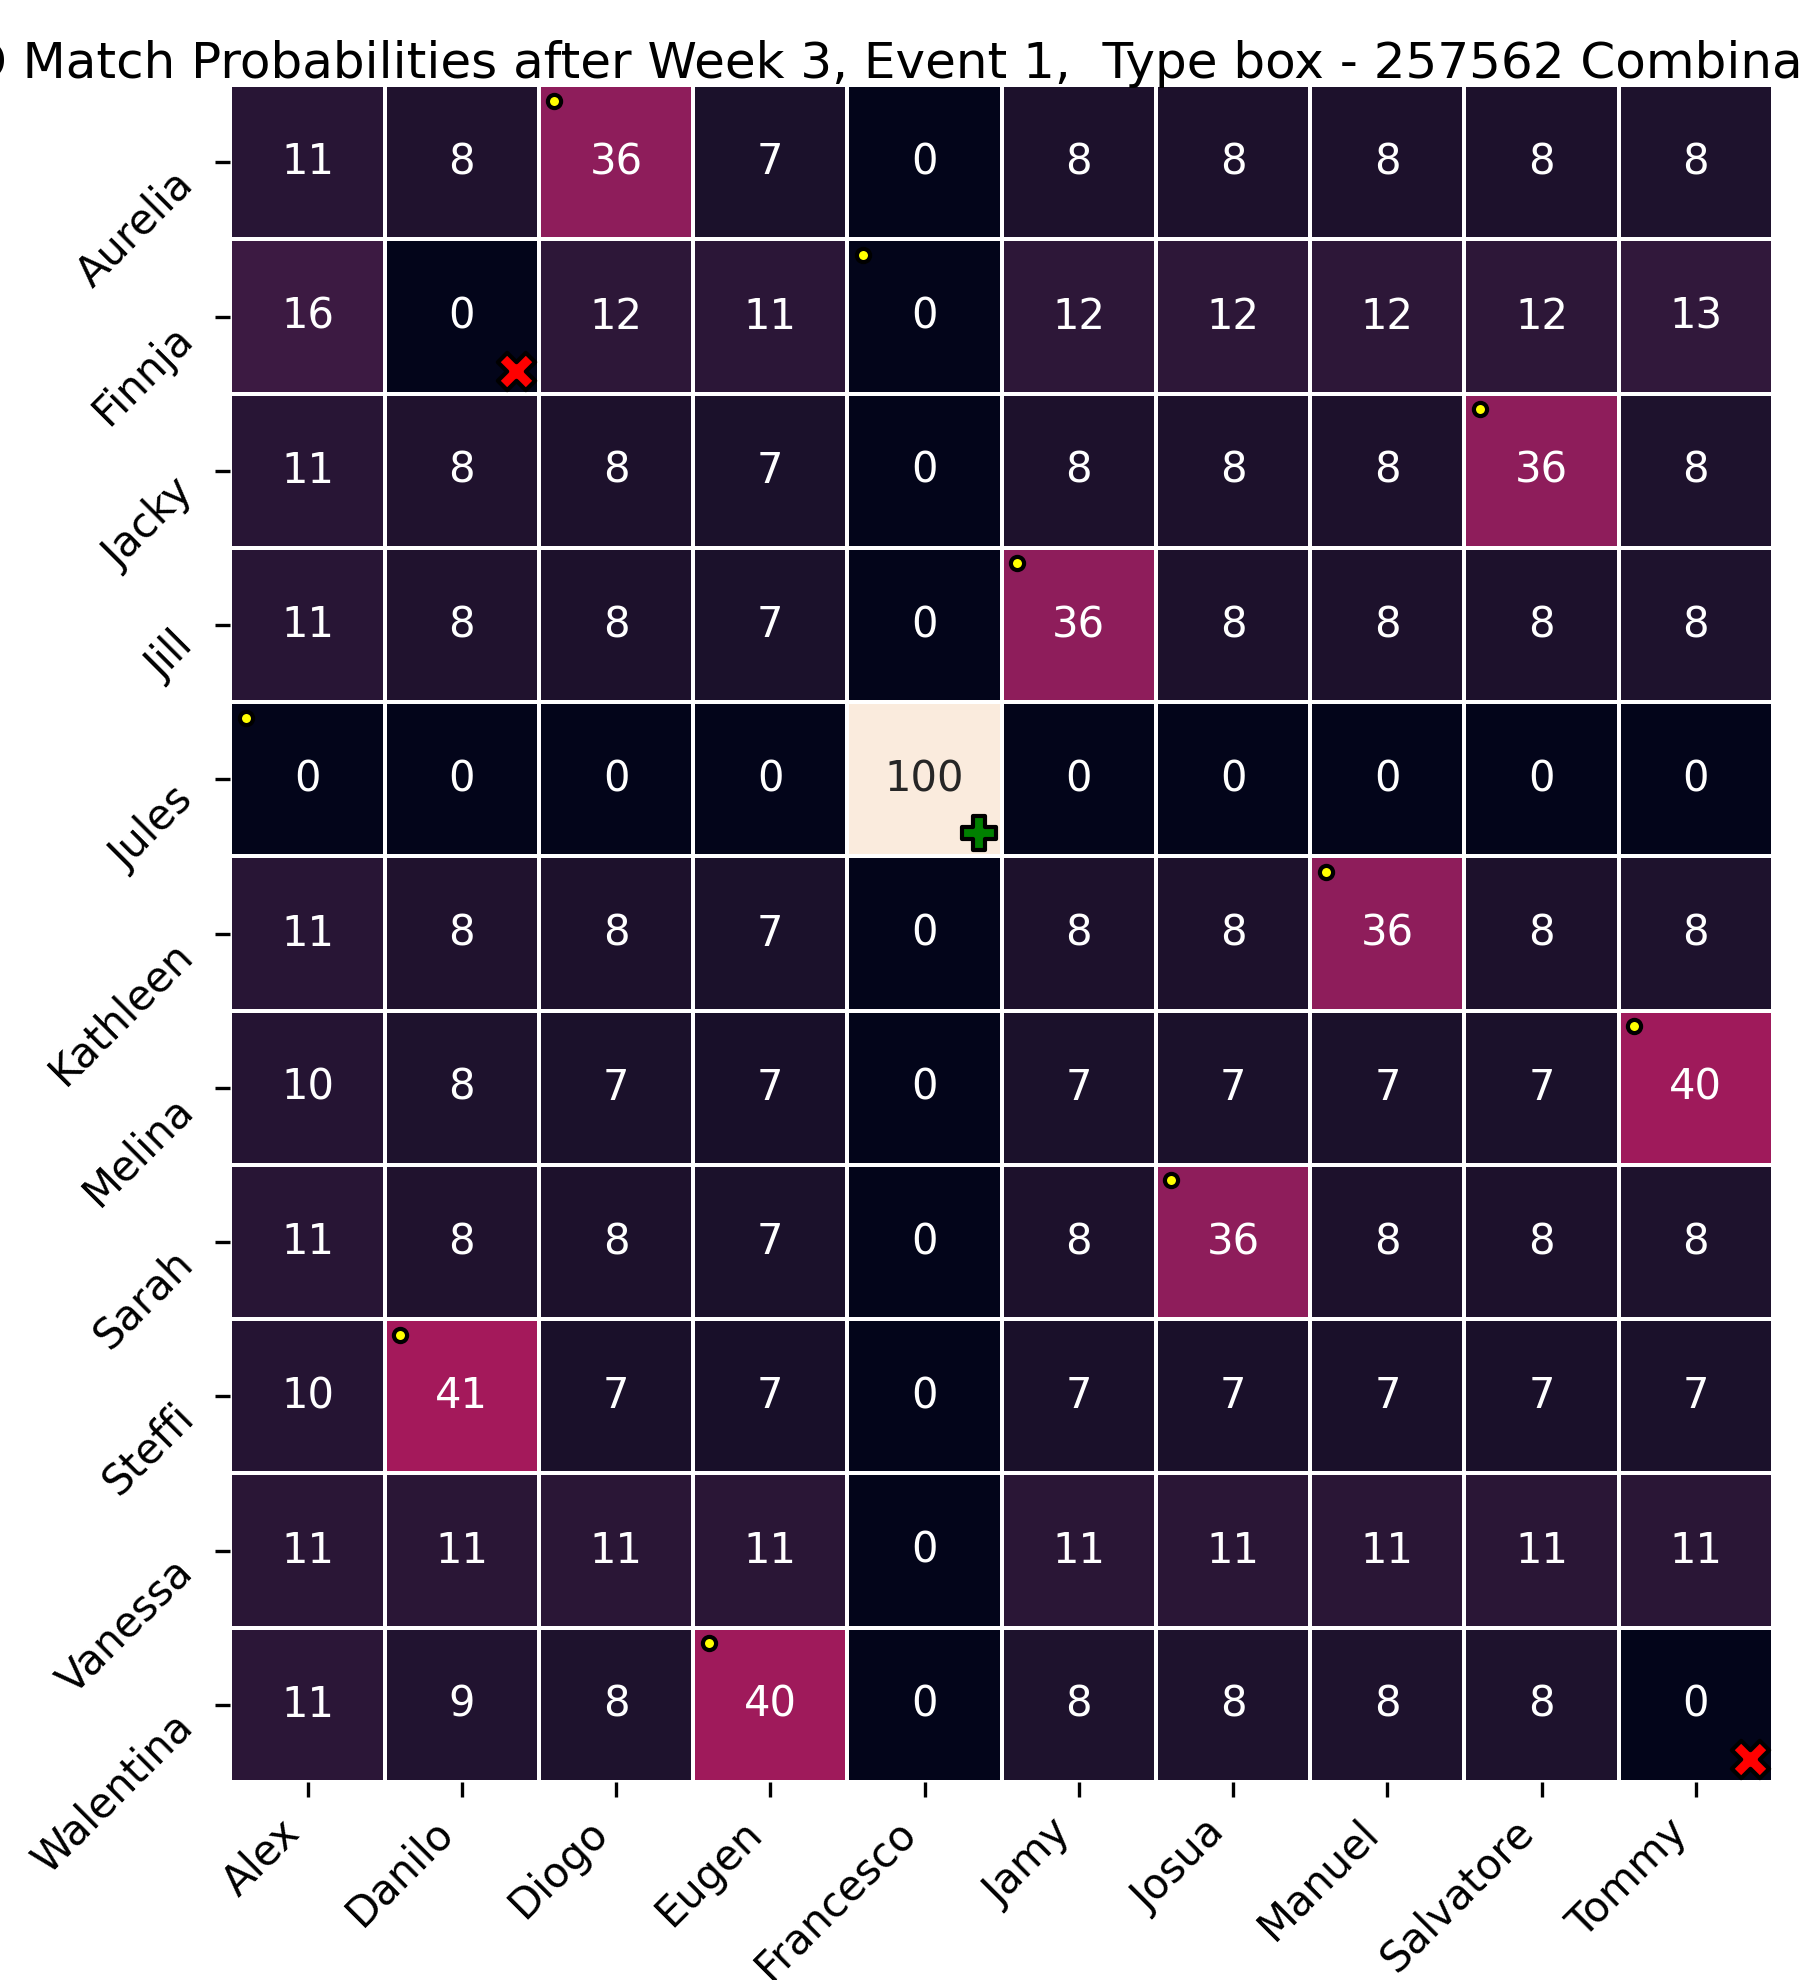 Match Probabilities after Week 3, Event 1, Type box - 257562
Aurelia 11 8 36 7 0 8 8 8 8 8
Finnja 16 0 12 11 0 12 12 12 12 13
Jacky 11 8 8 7 0 8 8 8 36 8
Jill 11 8 8 7 0 36 8 8 8 8
Jules 0 0 0 0 100 0 0 0 0 0
Kathleen 11 8 8 7 0 8 8 36 8 8
Melina 10 8 7 7 0 7 7 7 7 40
Sarah 11 8 8 7 0 8 36 8 8 8
Steffi 10 41 7 7 0 7 7 7 7 7
Vanessa 11 11 11 11 0 11 11 11 11 11
Walentina 11 9 8 40 0 8 8 8 8 0
Alex Danilo Diogo Eugen Francesco Jamy Josua Manuel Salvatore Tommy